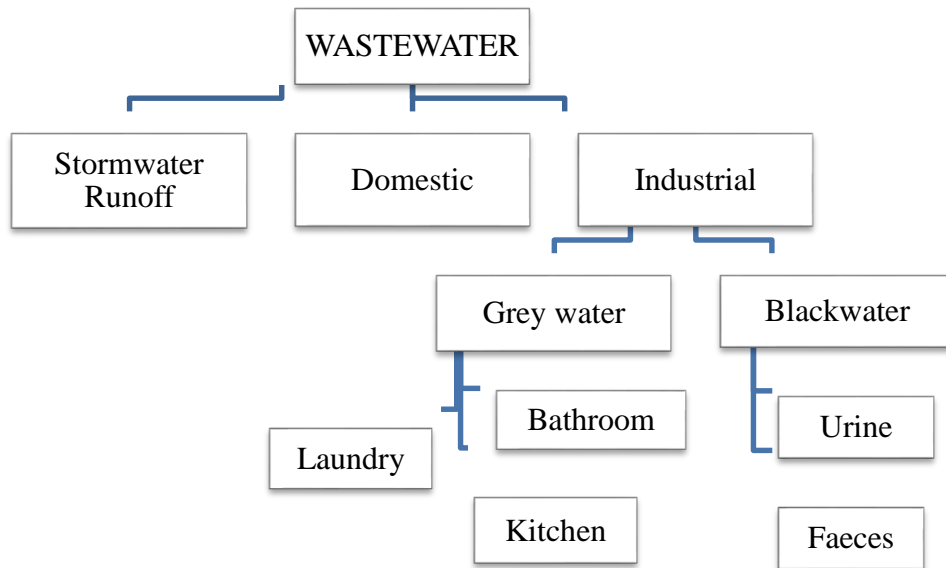 WASTEWATER
Stormwater
Runoff
Domestic
Industrial
Grey water
Blackwater
Bathroom
Urine
Laundry
Kitchen
Faeces